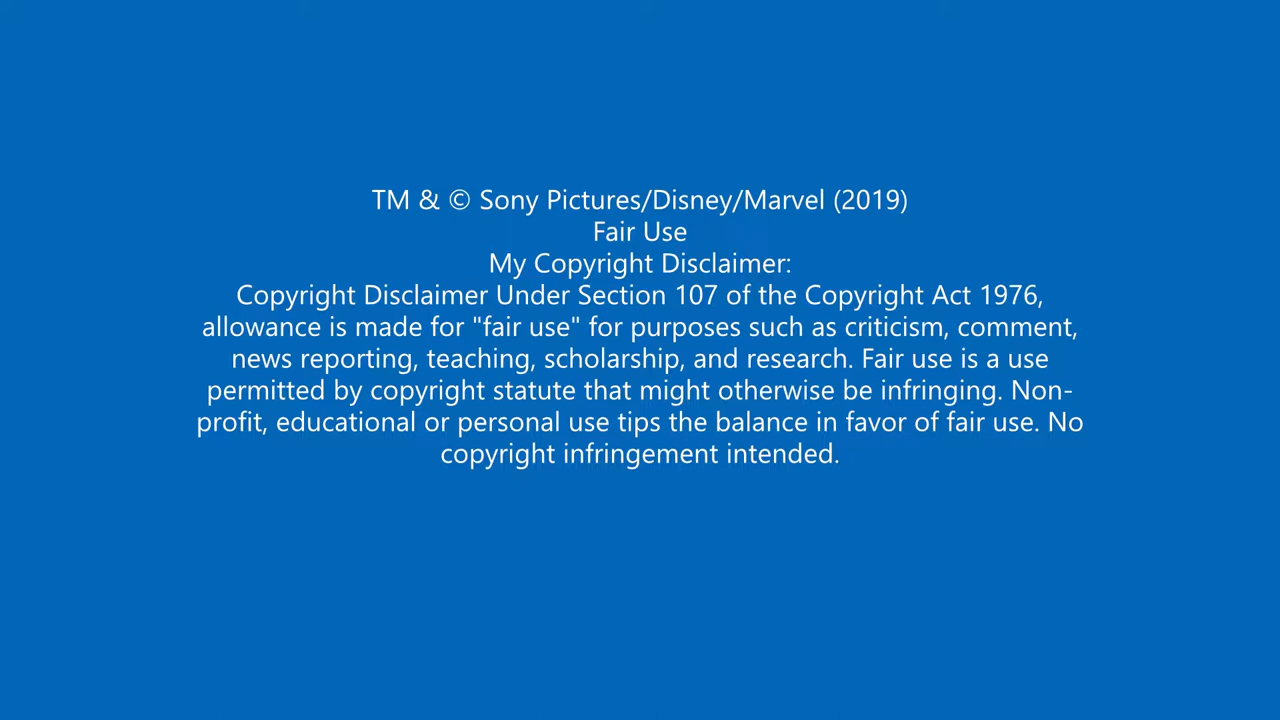 TM & © Sony Pictures/Disney/Marvel (2019)
Fair Use
My Copyright Disclaimer:
Copyright Disclaimer Under Section 107 of the Copyright Act 1976,
allowance is made for "fair use" for purposes such as criticism, comment,
news reporting, teaching, scholarship, and research. Fair use is a use
permitted by copyright statute that might otherwise be infringing. Non-
profit, educational or personal use tips the balance in favor of fair use. No
copyright infringement intended.